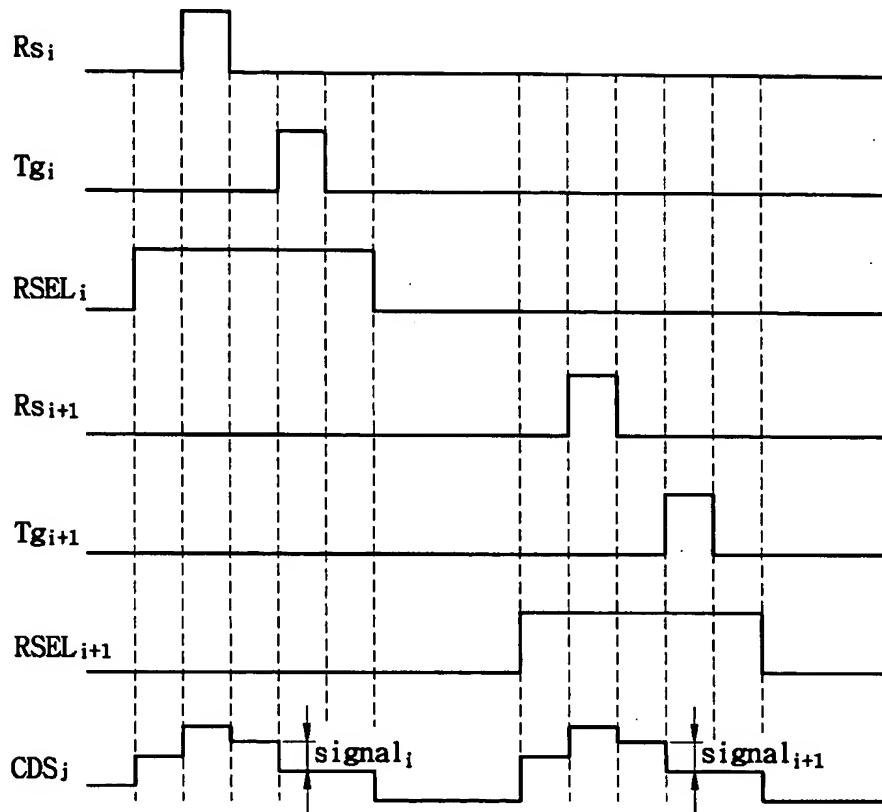 Rsi
Tgi
RSELi
Rsi+1
Tgi+1
RSELi+1
CDSj
signali
signali+1